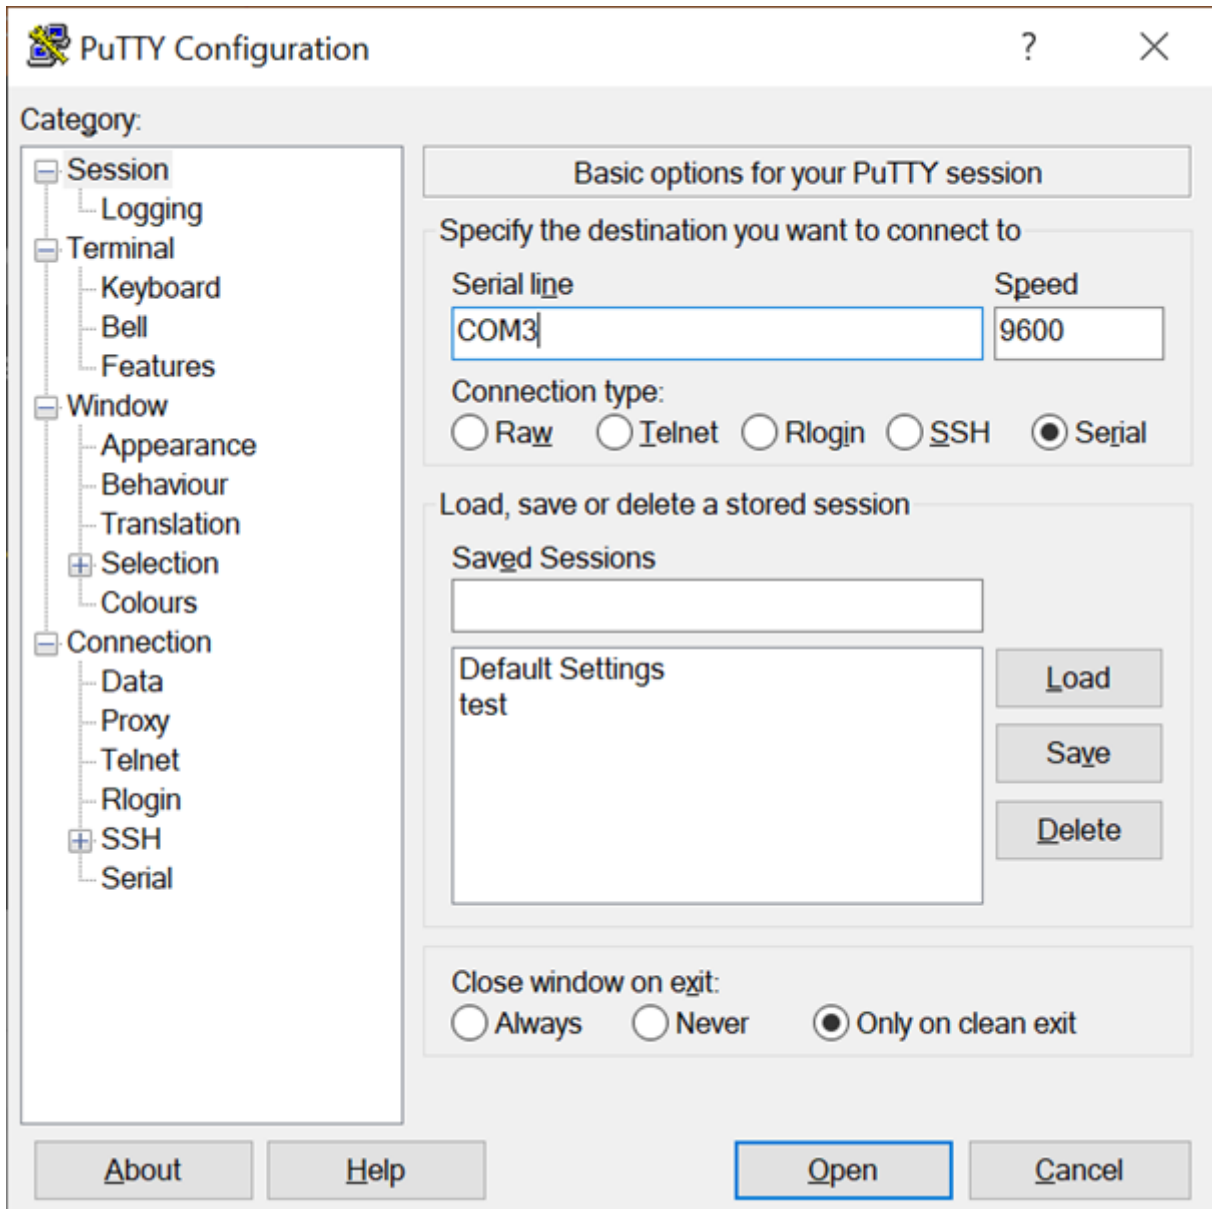 PuTTY Configuration
?
Category:
Session
Logging
Terminal
Keyboard
Bell
Features
Window
Appearance
Behaviour
Translation
Selection
Colours
Connection
Data
Proxy
Telnet
Rlogin
SSH
Serial
Basic options for your PuTTY session
Specify the destination you want to connect to
Serial line Speed
COM3 9600
Connection type:
Raw Telnet Rlogin SSH Serial
Load, save or delete a stored session
Saved Sessions
Default Settings
test
Load
Save
Delete
Close window on exit:
Always Never Only on clean exit
About Help Open Cancel